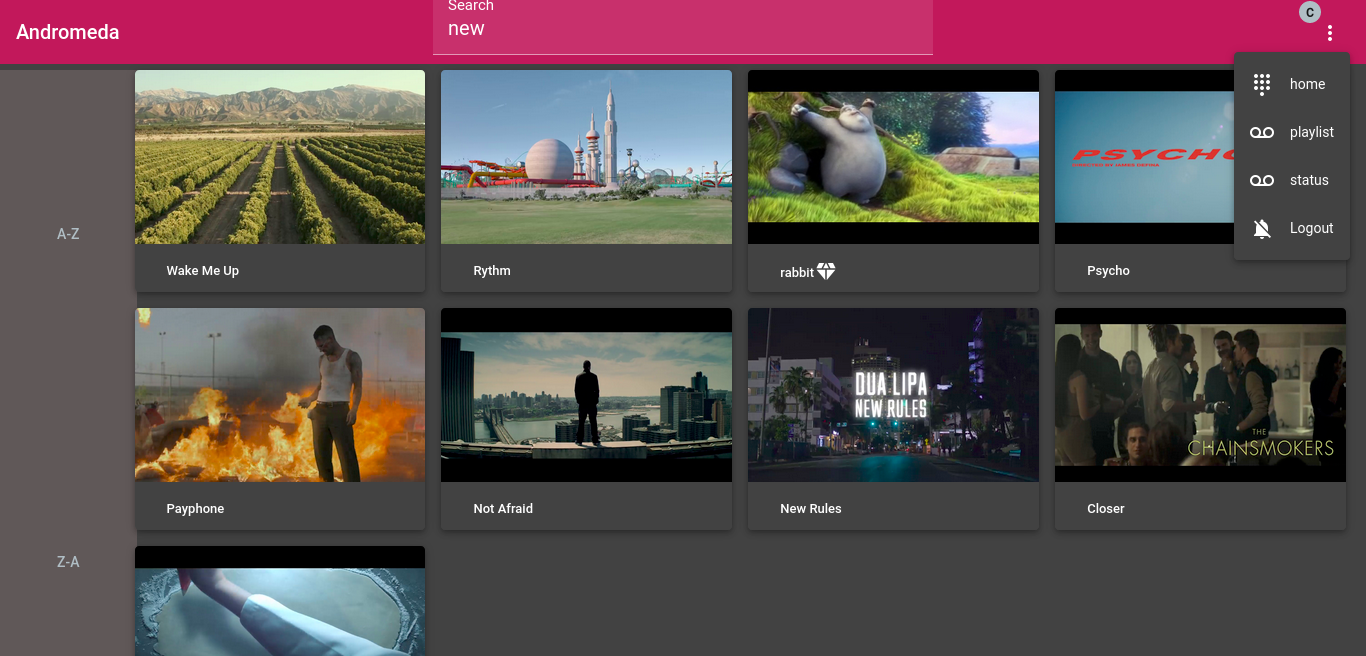 Andromeda
Search
new
C
home
playlist
status
Logout
A-Z
PSYCHO
Wake Me Up
Rythm
rabbit
Psycho
DUA LIPA
NEW RULES
THE
CHAINSMOKERS
Payphone
Not Afraid
New Rules
Closer
Z-A